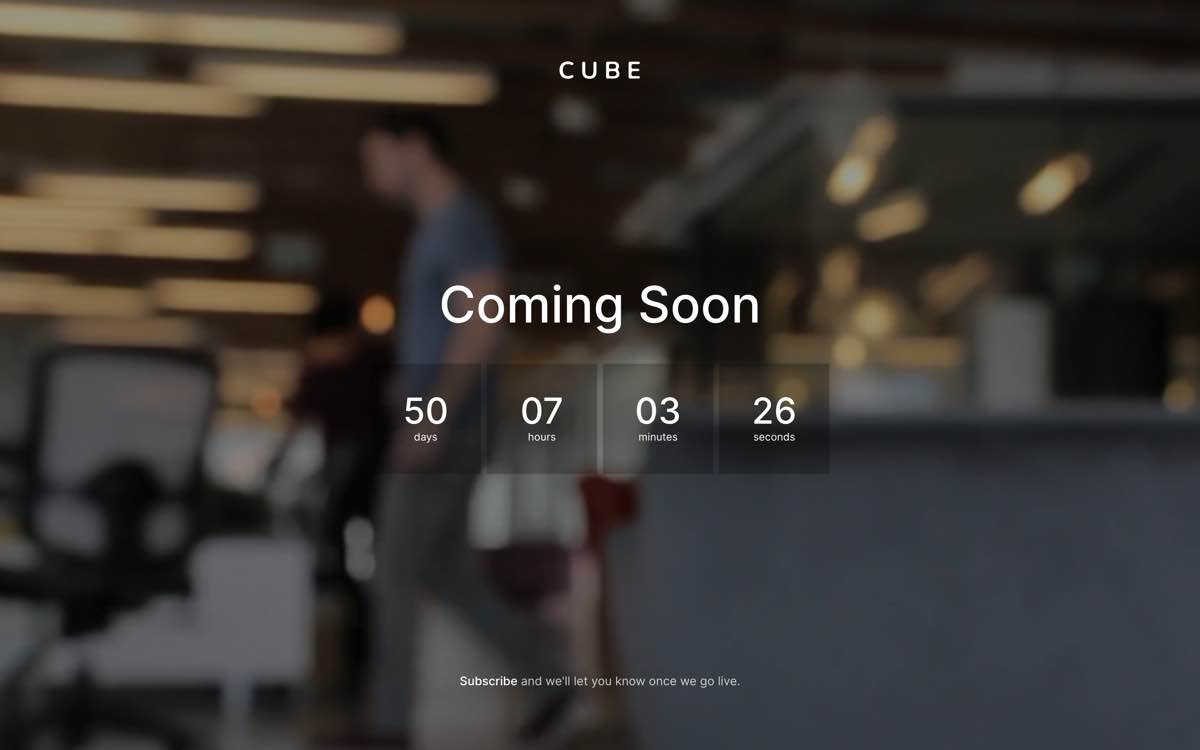 CUBE
Coming Soon
50 07 03 26
days hours minutes seconds
Subscribe and we'll let you know once we go live.